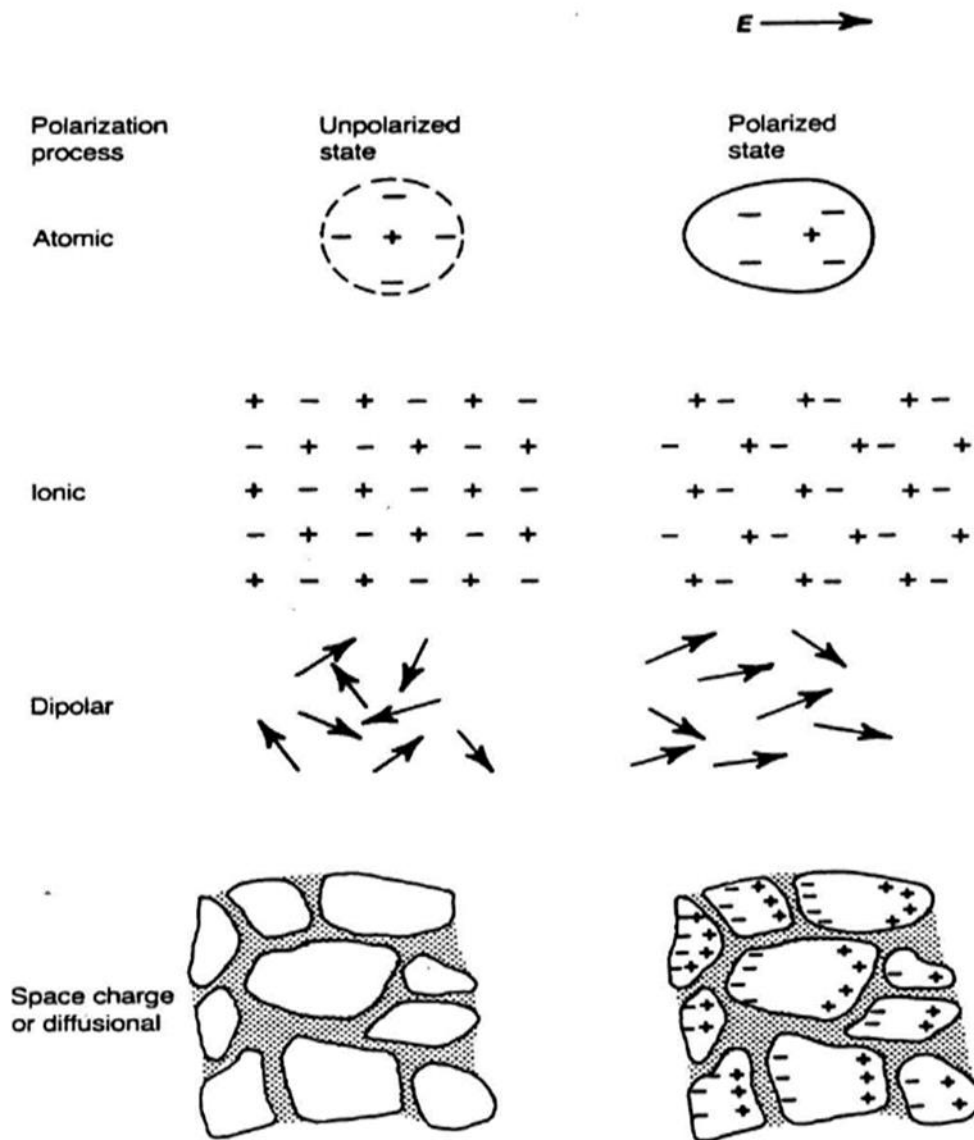 E
Polarization
process
Unpolarized
state
Polarized
state
Atomic
− − + − −
− − + − −
+ − + − + −
− + − + − +
+ − + − + −
− + − + − +
+ − + − + −
+ − + − + −
− + − + − +
+ − + − + −
− + − + − +
+ − + − + −
Ionic
Dipolar
Space charge
or diffusional